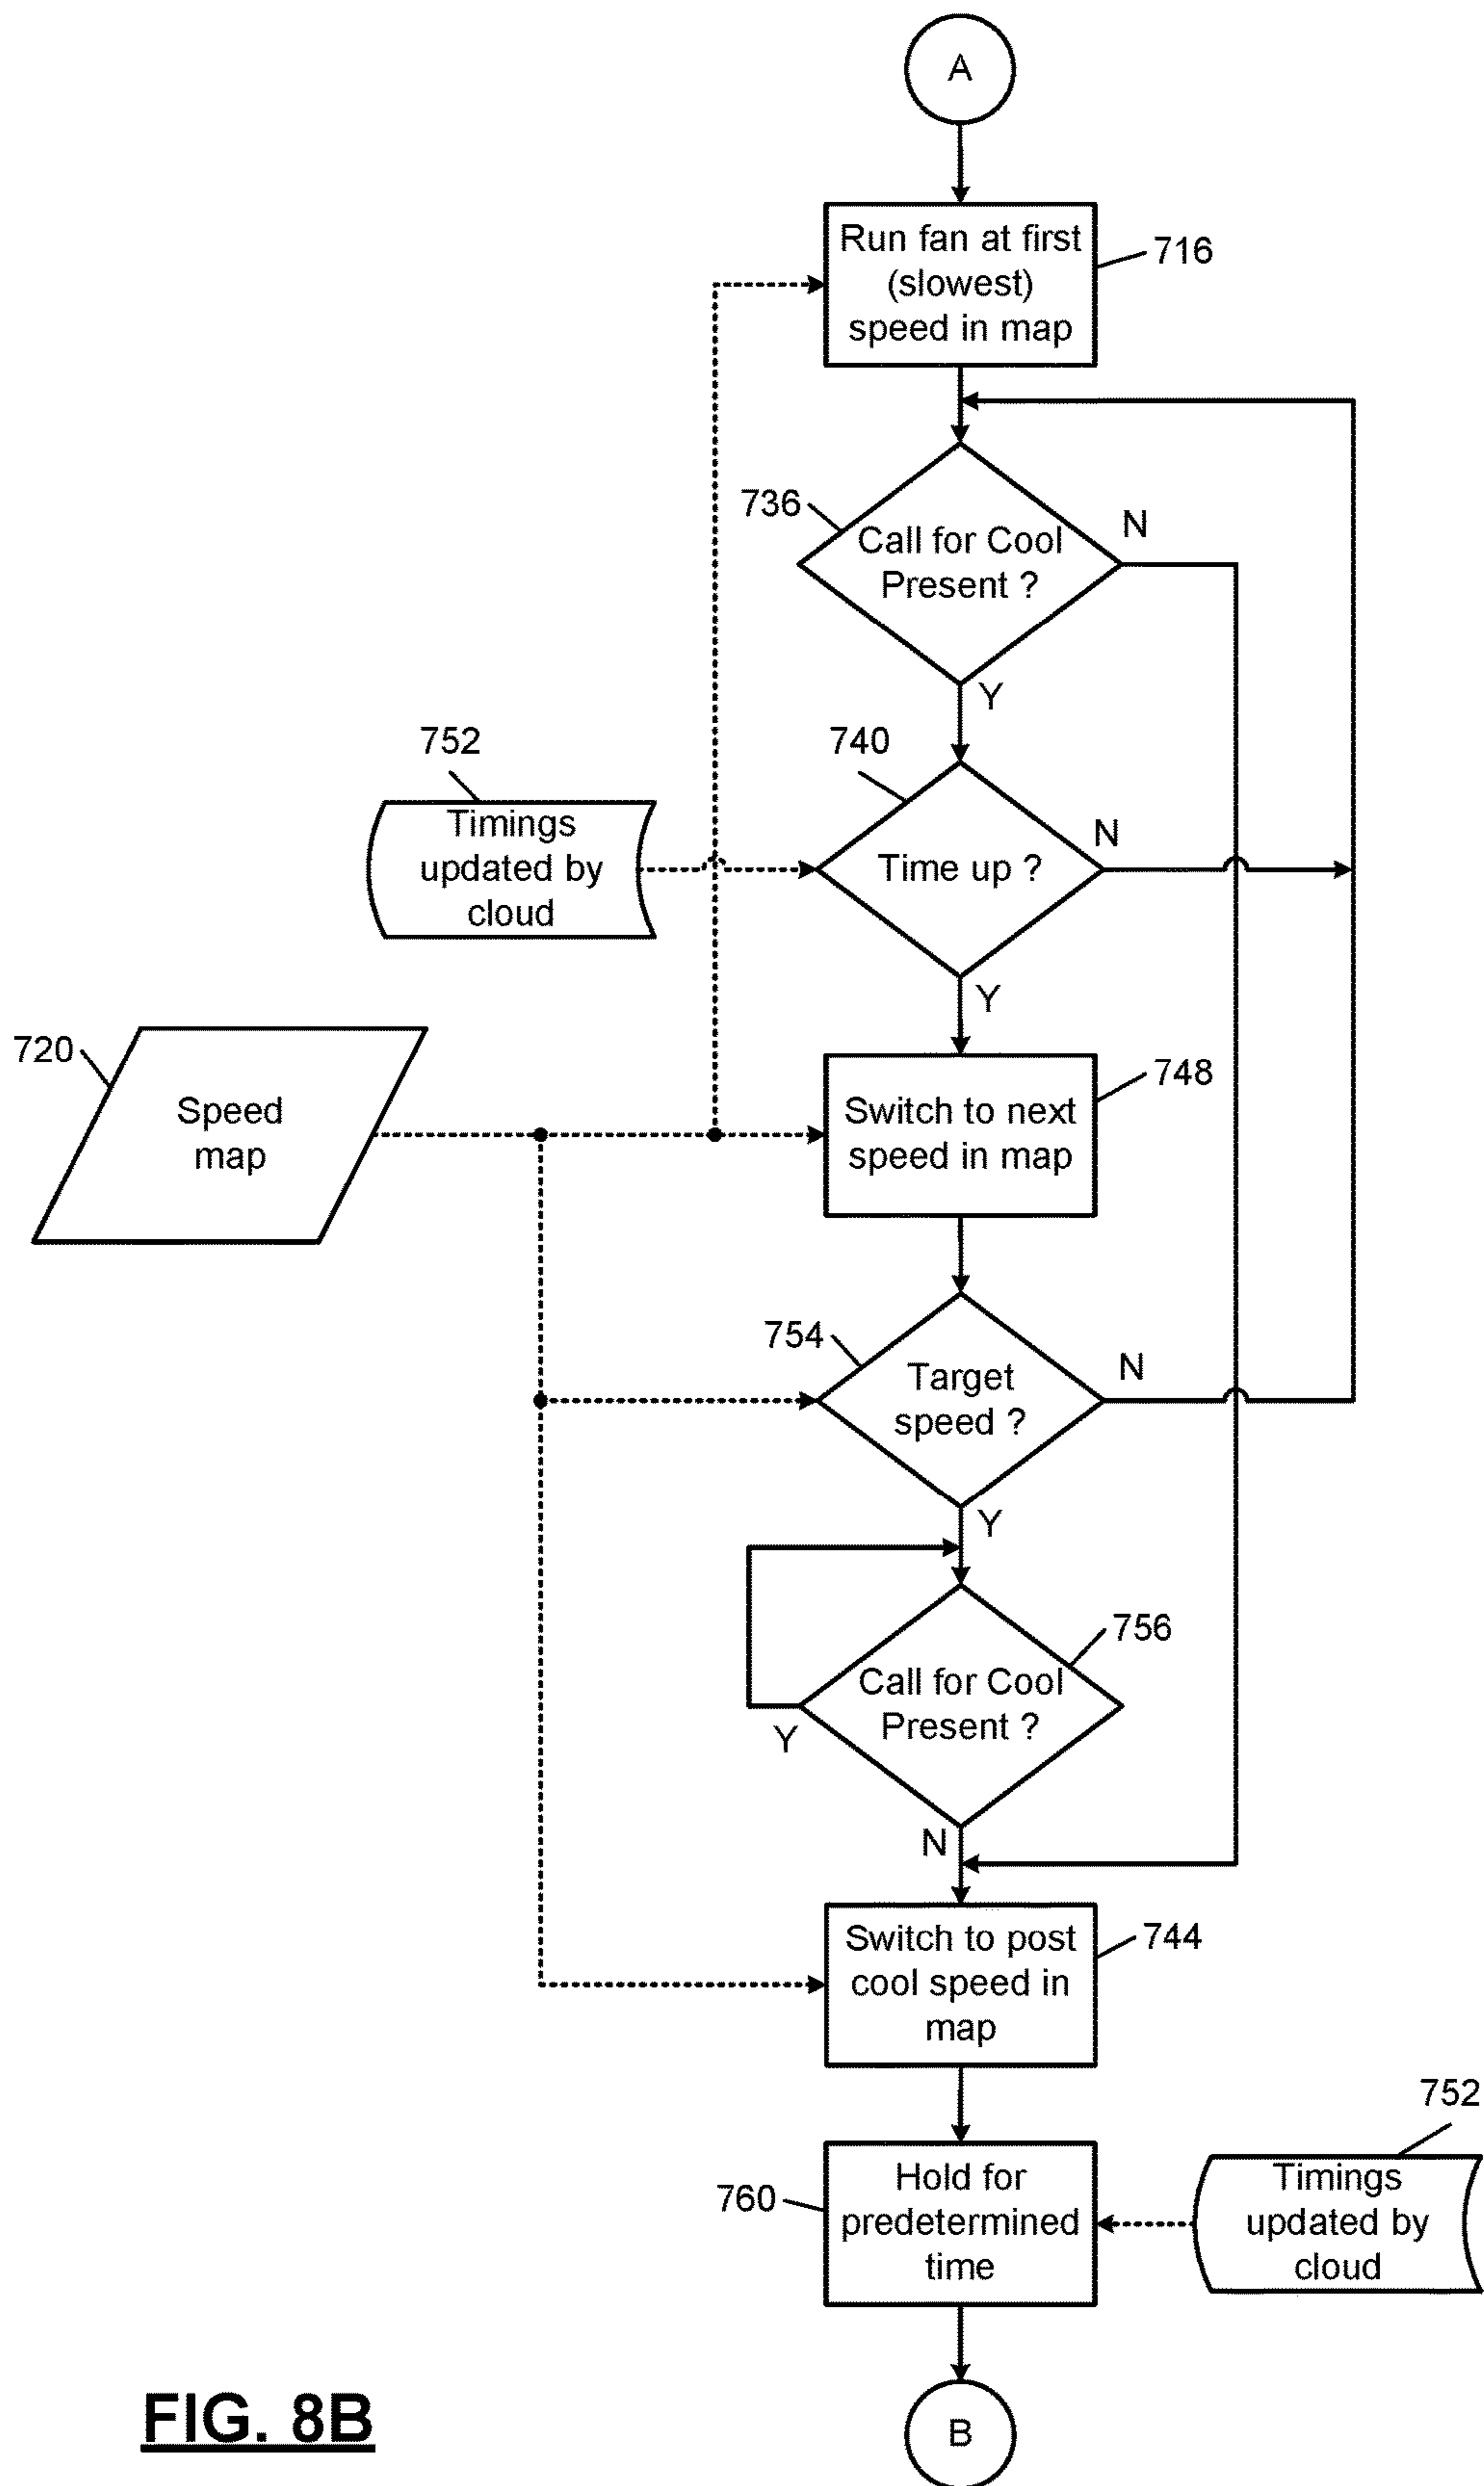 A
Run fan at first
(slowest)
speed in map
716
736
Call for Cool
Present ?
N
Y
752
Timings
updated by
cloud
740
Time up ?
N
Y
720
Speed
map
748
Switch to next
speed in map
754
Target
speed ?
N
Y
756
Call for Cool
Present ?
Y
N
Switch to post
cool speed in
map
744
752
760
Hold for
predetermined
time
Timings
updated by
cloud
FIG. 8B
B